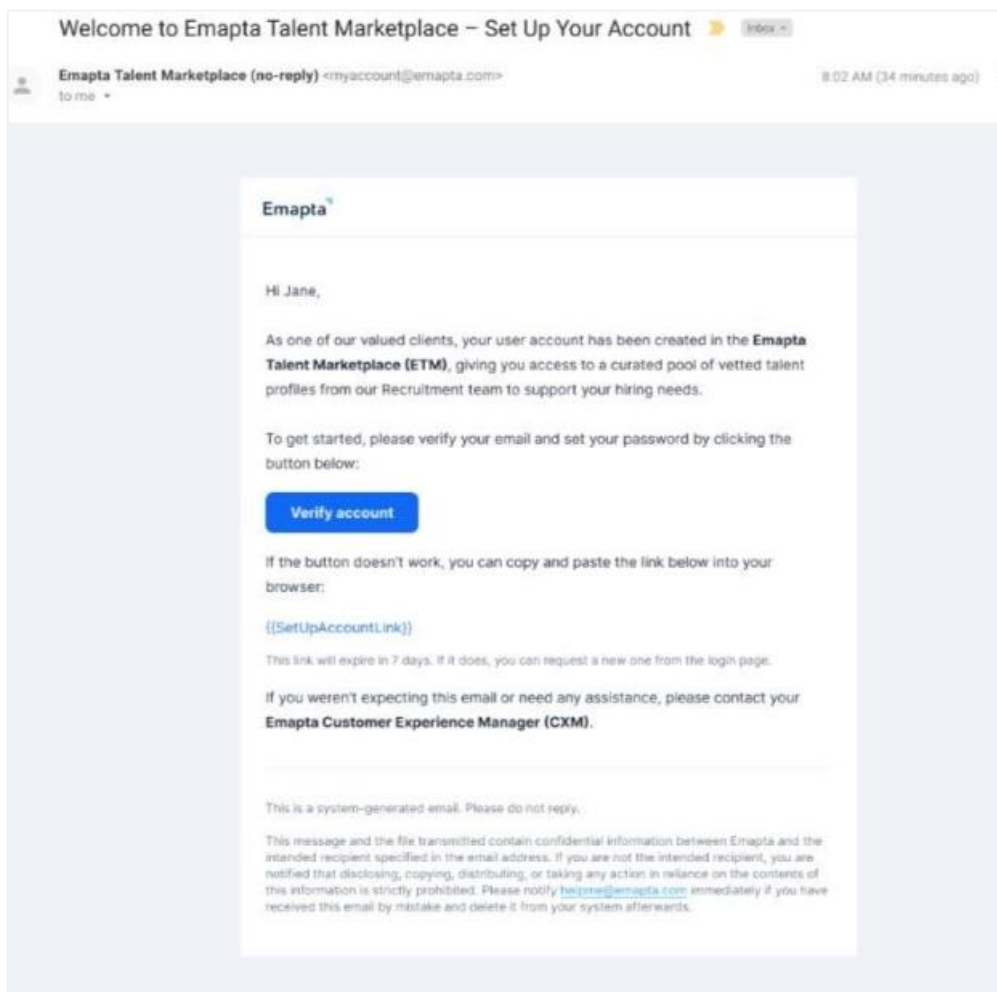 Welcome to Emapta Talent Marketplace – Set Up Your Account Inbox
Emapta Talent Marketplace (no-reply) <myaccount@emapta.com> 8:02 AM (34 minutes ago)
to me
Emapta
Hi Jane,
As one of our valued clients, your user account has been created in the Emapta
Talent Marketplace (ETM), giving you access to a curated pool of vetted talent
profiles from our Recruitment team to support your hiring needs.
To get started, please verify your email and set your password by clicking the
button below:
Verify account
If the button doesn't work, you can copy and paste the link below into your
browser:
{{SetUpAccountLink}}
This link will expire in 7 days. If it does, you can request a new one from the login page.
If you weren't expecting this email or need any assistance, please contact your
Emapta Customer Experience Manager (CXM).
This is a system-generated email. Please do not reply.
This message and the file transmitted contain confidential information between Emapta and the
intended recipient specified in the email address. If you are not the intended recipient, you are
notified that disclosing, copying, distributing, or taking any action in reliance on the contents of
this information is strictly prohibited. Please notify helpme@emapta.com immediately if you have
received this email by mistake and delete it from your system afterwards.